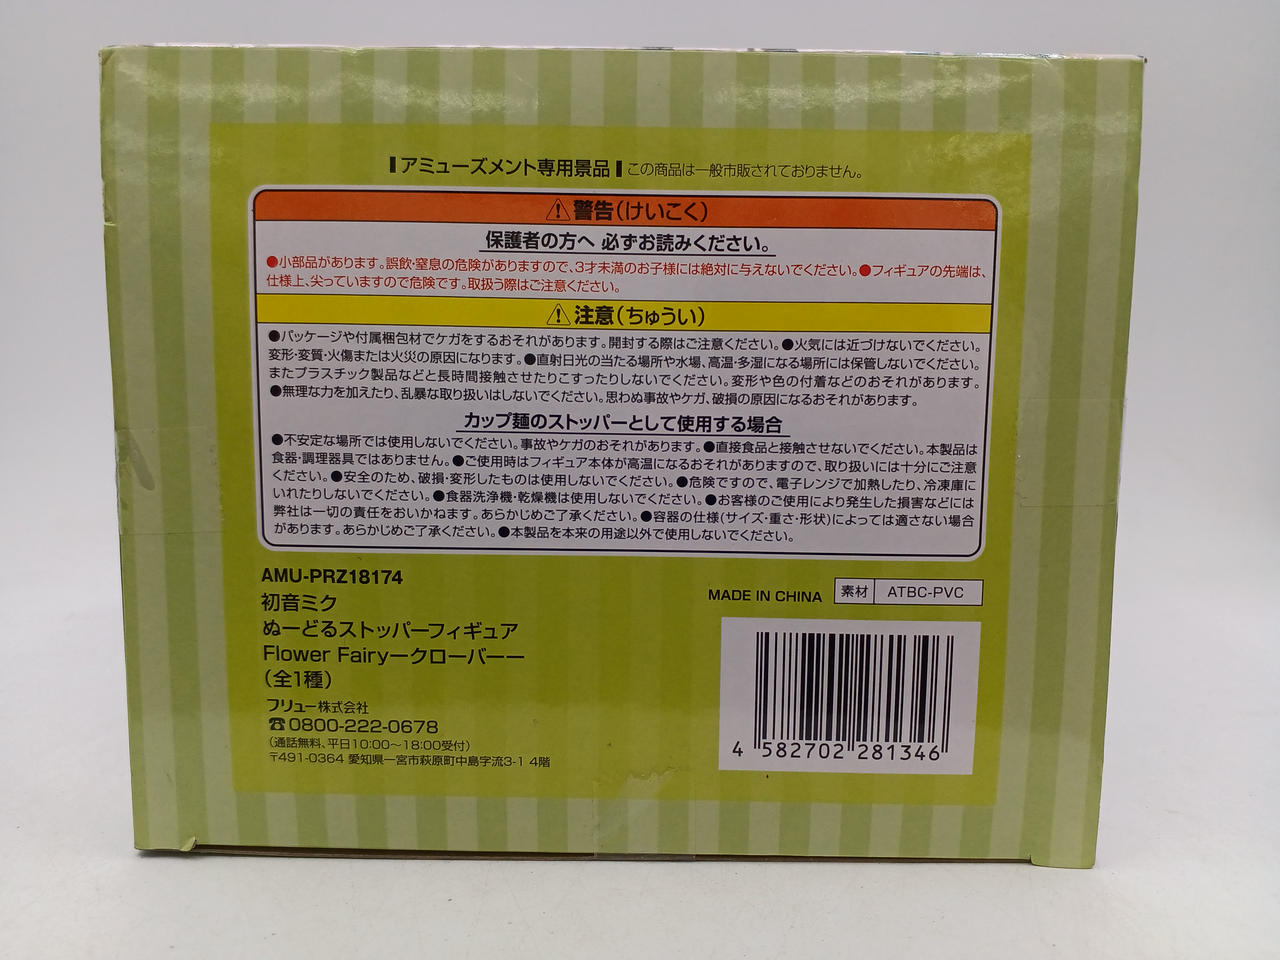 アミューズメント専用景品 この商品は一般市販されておりません。
⚠警告(けいこく)
保護者の方へ 必ずお読みください。
●小部品があります。誤飲・窒息の危険がありますので、3才未満のお子様には絶対に与えないでください。●フィギュアの先端は、
仕様上、尖っていますので危険です。取扱う際はご注意ください。
⚠注意(ちゅうい)
●パッケージや付属梱包材でケガをするおそれがあります。開封する際はご注意ください。●火気には近づけないでください。
変形・変質・火傷または火災の原因になります。●直射日光の当たる場所や水場、高温・多湿になる場所には保管しないでください。
またプラスチック製品などと長時間接触させたりこすったりしないでください。変形や色の付着などのおそれがあります。
●無理な力を加えたり、乱暴な取り扱いはしないでください。思わぬ事故やケガ、破損の原因になるおそれがあります。
カップ麺のストッパーとして使用する場合
●不安定な場所では使用しないでください。事故やケガのおそれがあります。●直接食品と接触させないでください。本製品は
食器・調理器具ではありません。●ご使用時はフィギュア本体が高温になるおそれがありますので、取り扱いには十分にご注意
ください。●安全のため、破損・変形したものは使用しないでください。●危険ですので、電子レンジで加熱したり、冷凍庫に
いれたりしないでください。●食器洗浄機・乾燥機は使用しないでください。●お客様のご使用により発生した損害などには
弊社は一切の責任をおいかねます。あらかじめご了承ください。●容器の仕様(サイズ・重さ・形状)によっては適さない場合
があります。あらかじめご了承ください。●本製品を本来の用途以外で使用しないでください。
AMU-PRZ18174
初音ミク
ぬーどるストッパーフィギュア
Flower Fairyークローバーー
(全1種)
フリュー株式会社
☎0800-222-0678
(通話無料、平日10:00～18:00受付)
〒491-0364 愛知県一宮市萩原町中島字流3-1 4階
MADE IN CHINA 素材 ATBC-PVC
4 582702 281346